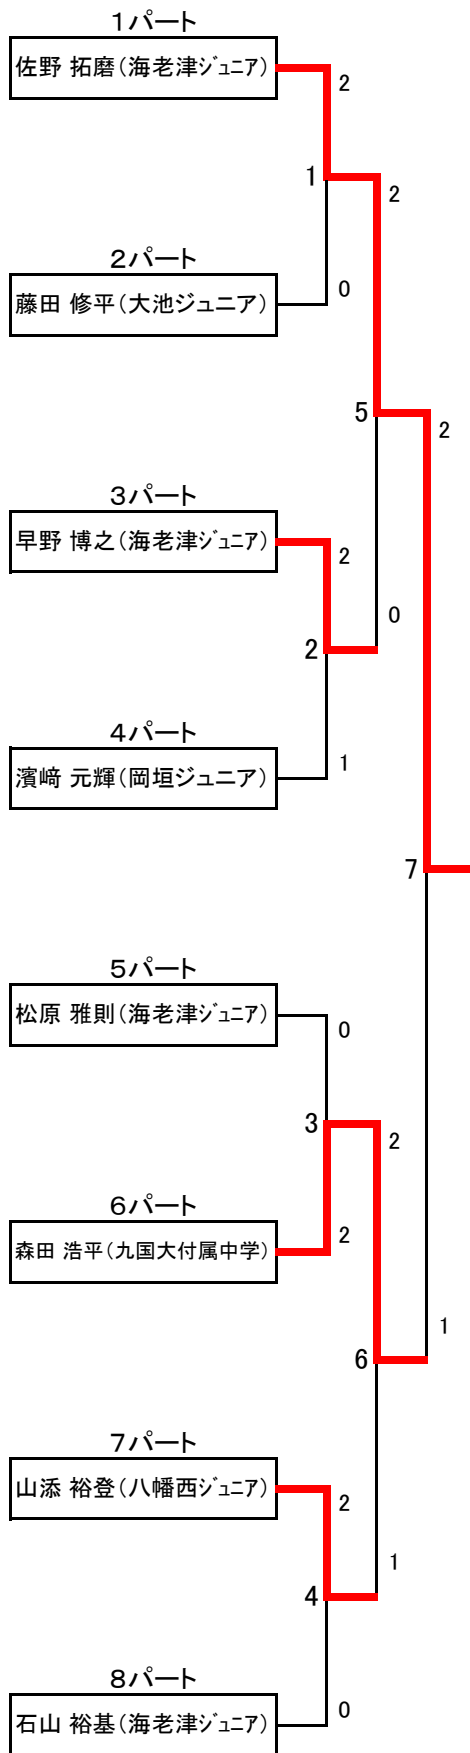 1パート
佐野 拓磨(海老津ジュニア)
2
1
2
2パート
0
藤田 修平(大池ジュニア)
5
2
3パート
早野 博之(海老津ジュニア)
2
0
2
4パート
1
濱﨑 元輝(岡垣ジュニア)
7
5パート
松原 雅則(海老津ジュニア)
0
3
2
6パート
2
森田 浩平(九国大付属中学)
1
6
7パート
山添 裕登(八幡西ジュニア)
2
1
4
8パート
0
石山 裕基(海老津ジュニア)